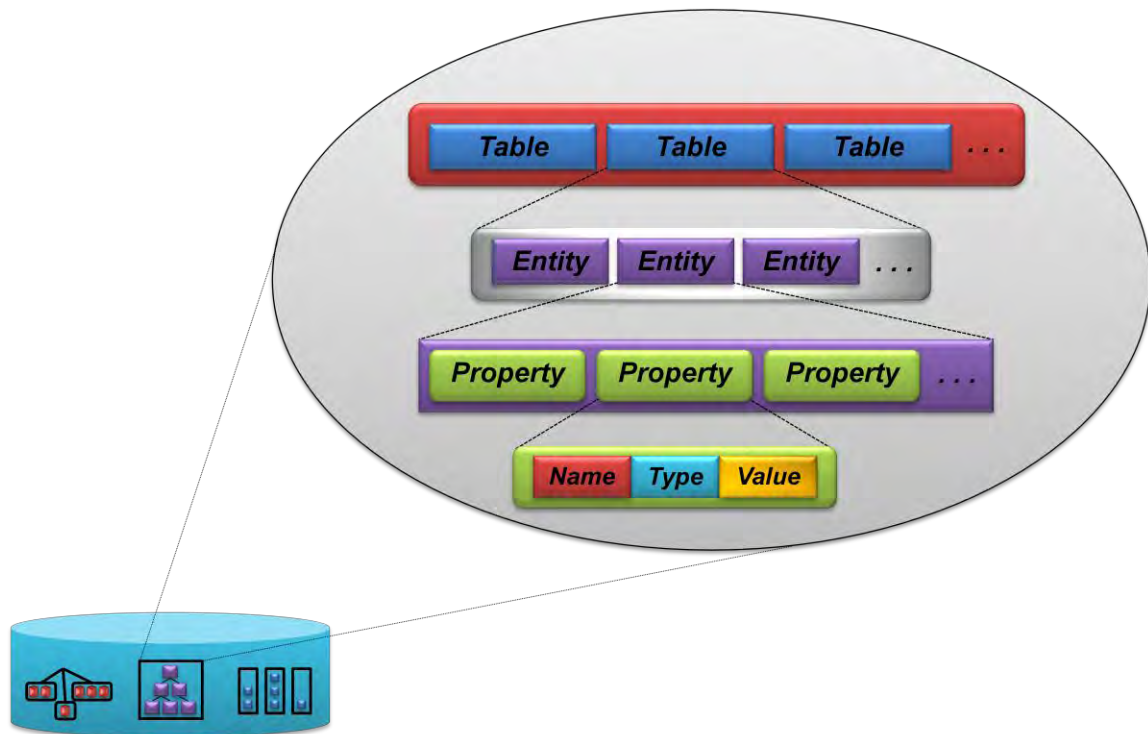 Table Table Table ...
Entity Entity Entity ...
Property Property Property ...
Name Type Value